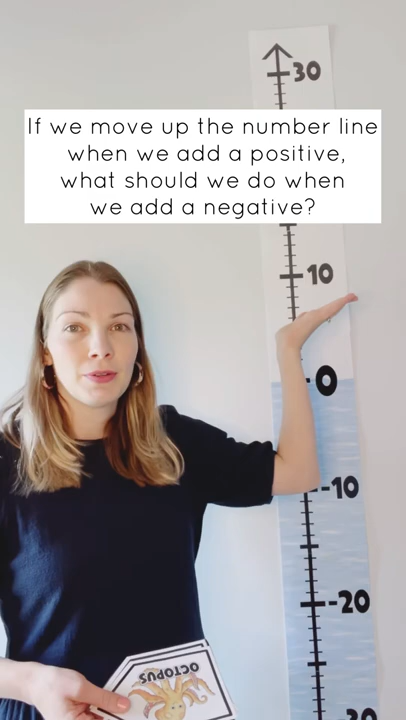 30
If we move up the number line
when we add a positive,
what should we do when
we add a negative?
10
0
-10
-20
OCTOPUS